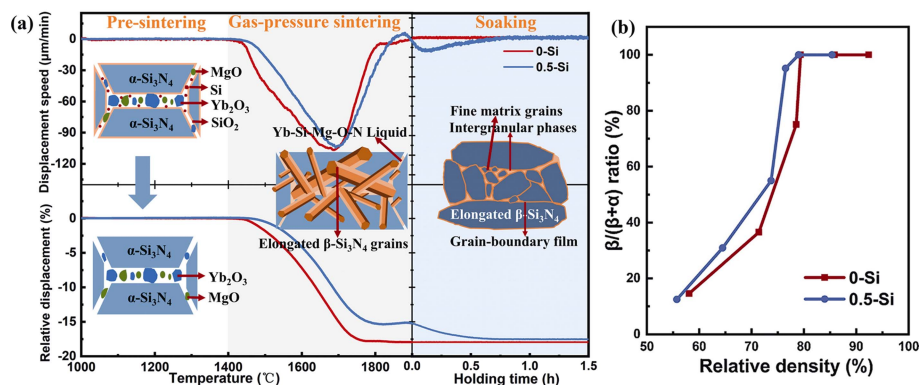 (a)
Pre-sintering
Gas-pressure sintering
Soaking
Displacement speed (μm/min)
0
-30
-60
-90
-120
α-Si₃N₄
α-Si₃N₄
MgO
Si
Yb₂O₃
SiO₂
0-Si
0.5-Si
Yb-Si-Mg-O-N Liquid
Elongated β-Si₃N₄ grains
Fine matrix grains
Intergranular phases
Elongated β-Si₃N₄
Grain-boundary film
Relative displacement (%)
0
-5
-10
-15
-20
α-Si₃N₄
α-Si₃N₄
Yb₂O₃
MgO
1000 1200 1400 1600 1800 0.0 0.5 1.0 1.5
Temperature (℃)
Holding time (h)
(b)
β/(β+α) ratio (%)
100
80
60
40
20
0
0-Si
0.5-Si
50 60 70 80 90 100
Relative density (%)